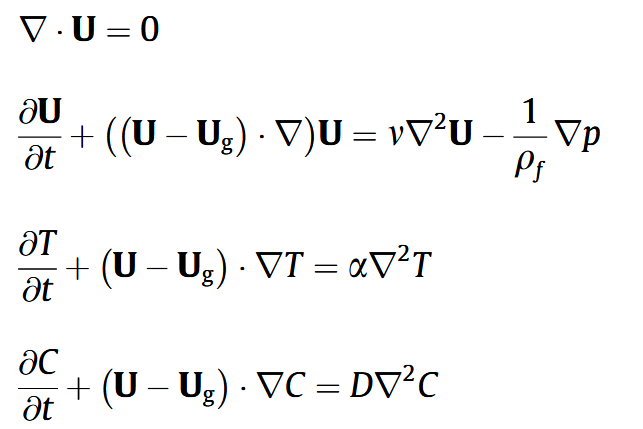 ∇ · 𝐔 = 0
∂𝐔/∂t + ((𝐔 − 𝐔_g) · ∇)𝐔 = ν∇²𝐔 − 1/ρ_f ∇p
∂T/∂t + (𝐔 − 𝐔_g) · ∇T = α∇²T
∂C/∂t + (𝐔 − 𝐔_g) · ∇C = D∇²C